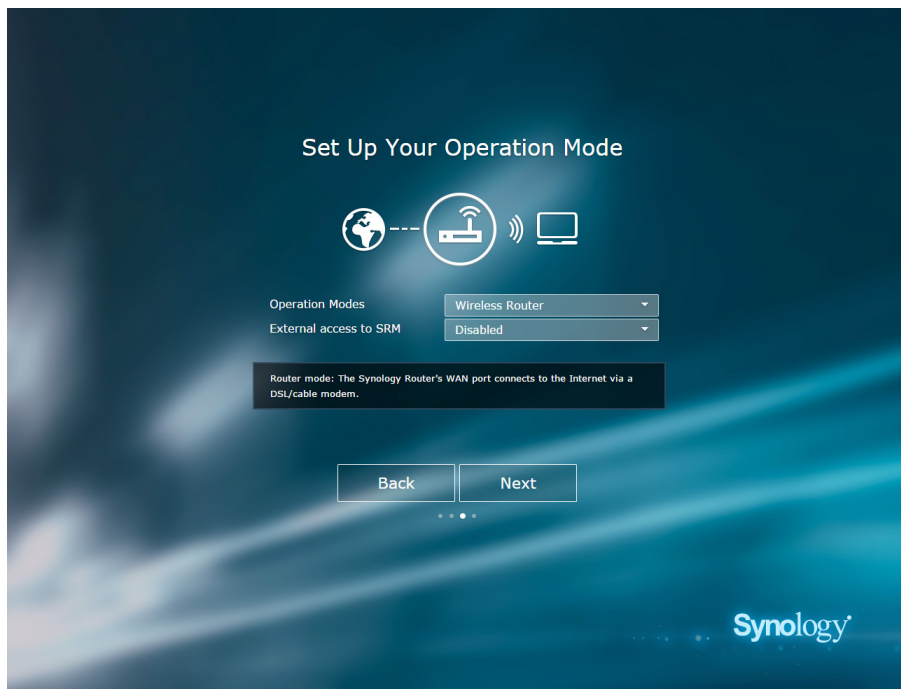 Set Up Your Operation Mode
Operation Modes
Wireless Router
External access to SRM
Disabled
Router mode: The Synology Router's WAN port connects to the Internet via a
DSL/cable modem.
Back
Next
Synology